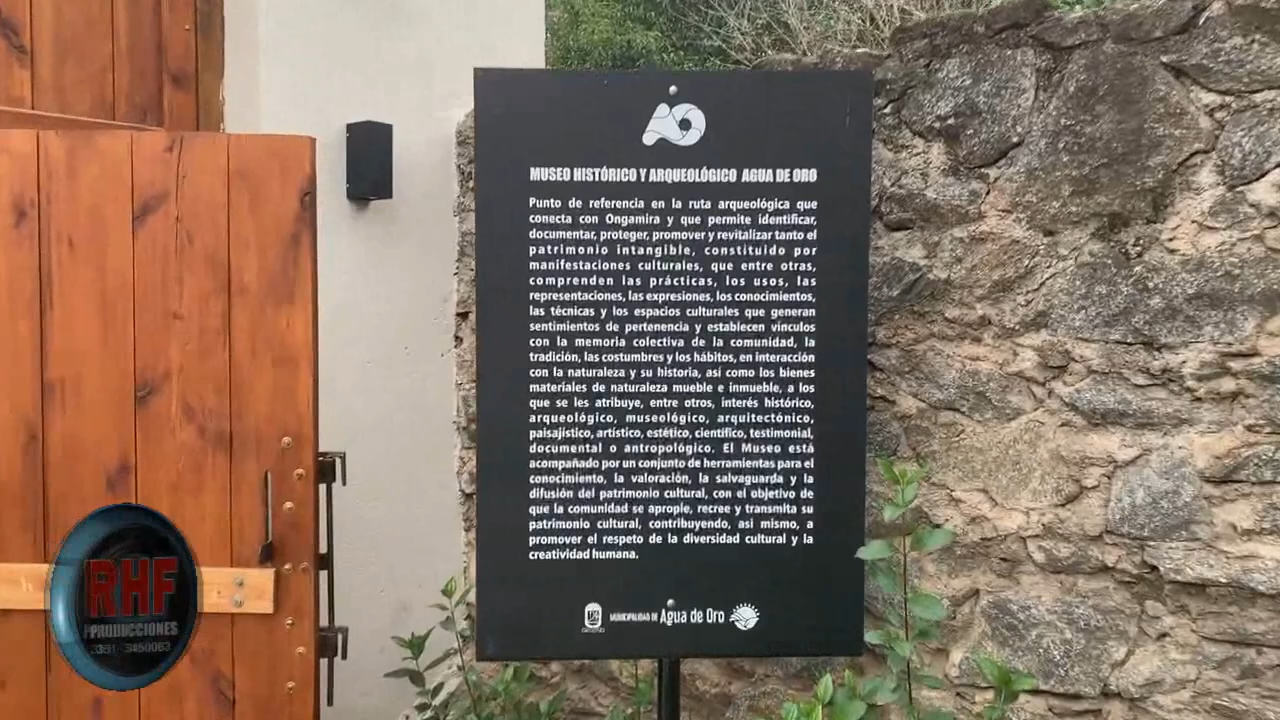 MUSEO HISTÓRICO Y ARQUEOLÓGICO AGUA DE ORO
Punto de referencia en la ruta arqueológica que
conecta con Ongamira y que permite identificar,
documentar, proteger, promover y revitalizar tanto el
patrimonio intangible, constituido por
manifestaciones culturales, que entre otras,
comprenden las prácticas, los usos, las
representaciones, las expresiones, los conocimientos,
las técnicas y los espacios culturales que generan
sentimientos de pertenencia y establecen vínculos
con la memoria colectiva de la comunidad, la
tradición, las costumbres y los hábitos, en interacción
con la naturaleza y su historia, así como los bienes
materiales de naturaleza mueble e inmueble, a los
que se les atribuye, entre otros, interés histórico,
arqueológico, museológico, arquitectónico,
paisajístico, artístico, estético, científico, testimonial,
documental o antropológico. El Museo está
acompañado por un conjunto de herramientas para el
conocimiento, la valoración, la salvaguarda y la
difusión del patrimonio cultural, con el objetivo de
que la comunidad se apropie, recree y transmita su
patrimonio cultural, contribuyendo, asi mismo, a
promover el respeto de la diversidad cultural y la
creatividad humana.
MUNICIPALIDAD DE Agua de Oro
RHF
PRODUCCIONES